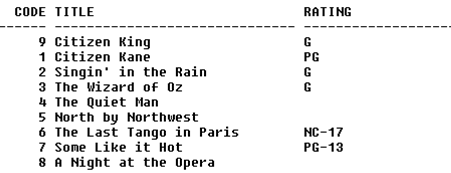 CODE TITLE RATING
9 Citizen King G
1 Citizen Kane PG
2 Singin' in the Rain G
3 The Wizard of Oz G
4 The Quiet Man
5 North by Northwest
6 The Last Tango in Paris NC-17
7 Some Like it Hot PG-13
8 A Night at the Opera